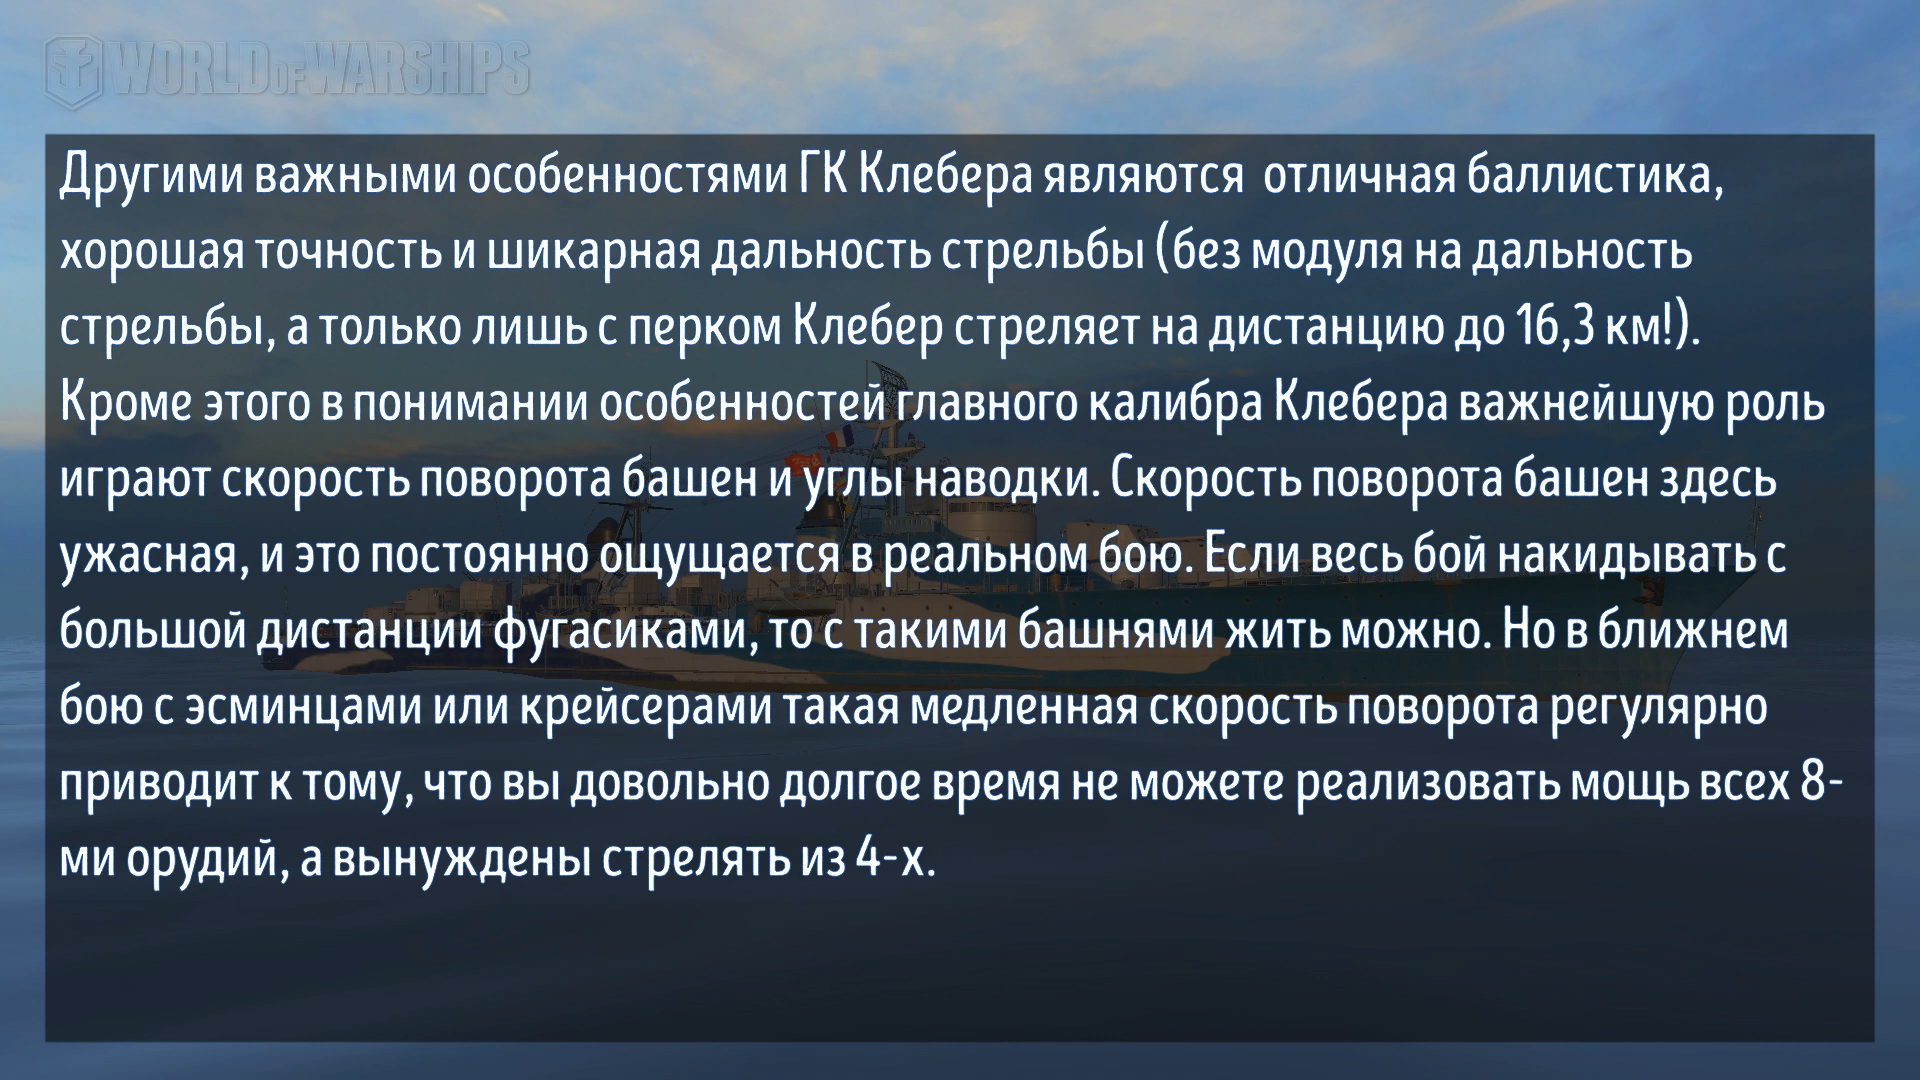 WORLD OF WARSHIPS
Другими важными особенностями ГК Клебера являются отличная баллистика,
хорошая точность и шикарная дальность стрельбы (без модуля на дальность
стрельбы, а только лишь с перком Клебер стреляет на дистанцию до 16,3 км!).
Кроме этого в понимании особенностей главного калибра Клебера важнейшую роль
играют скорость поворота башен и углы наводки. Скорость поворота башен здесь
ужасная, и это постоянно ощущается в реальном бою. Если весь бой накидывать с
большой дистанции фугасиками, то с такими башнями жить можно. Но в ближнем
бою с эсминцами или крейсерами такая медленная скорость поворота регулярно
приводит к тому, что вы довольно долгое время не можете реализовать мощь всех 8-
ми орудий, а вынуждены стрелять из 4-х.